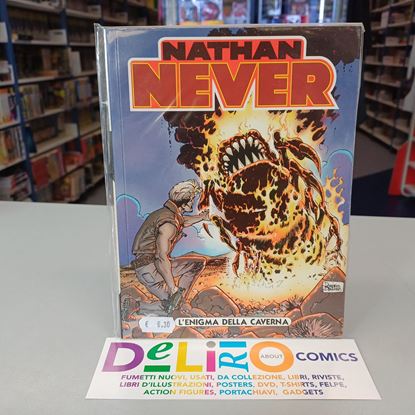 NATHAN
NEVER
€ 6,30
L'ENIGMA DELLA CAVERNA
DeLiRiO ABOUT COMICS
FUMETTI NUOVI, USATI, DA COLLEZIONE, LIBRI, RIVISTE,
LIBRI D'ILLUSTRAZIONI, POSTERS, DVD, T-SHIRTS, FELPE,
ACTION FIGURES, PORTACHIAVI, GADGETS